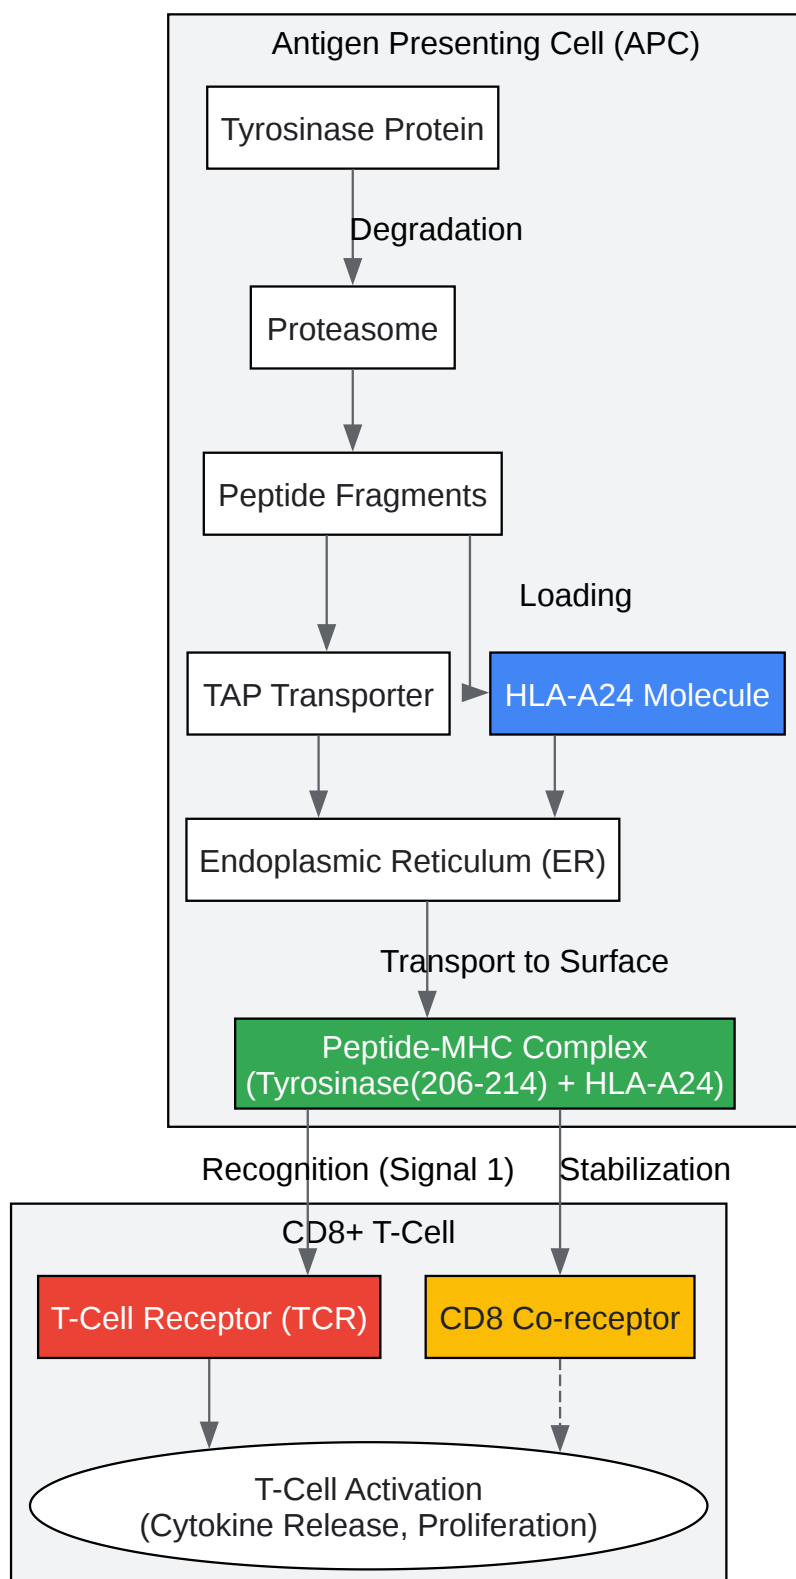 Antigen Presenting Cell (APC)
Tyrosinase Protein
Degradation
Proteasome
Peptide Fragments
Loading
TAP Transporter
HLA-A24 Molecule
Endoplasmic Reticulum (ER)
Transport to Surface
Peptide-MHC Complex
(Tyrosinase(206-214) + HLA-A24)
Recognition (Signal 1)
Stabilization
CD8+ T-Cell
T-Cell Receptor (TCR)
CD8 Co-receptor
T-Cell Activation
(Cytokine Release, Proliferation)